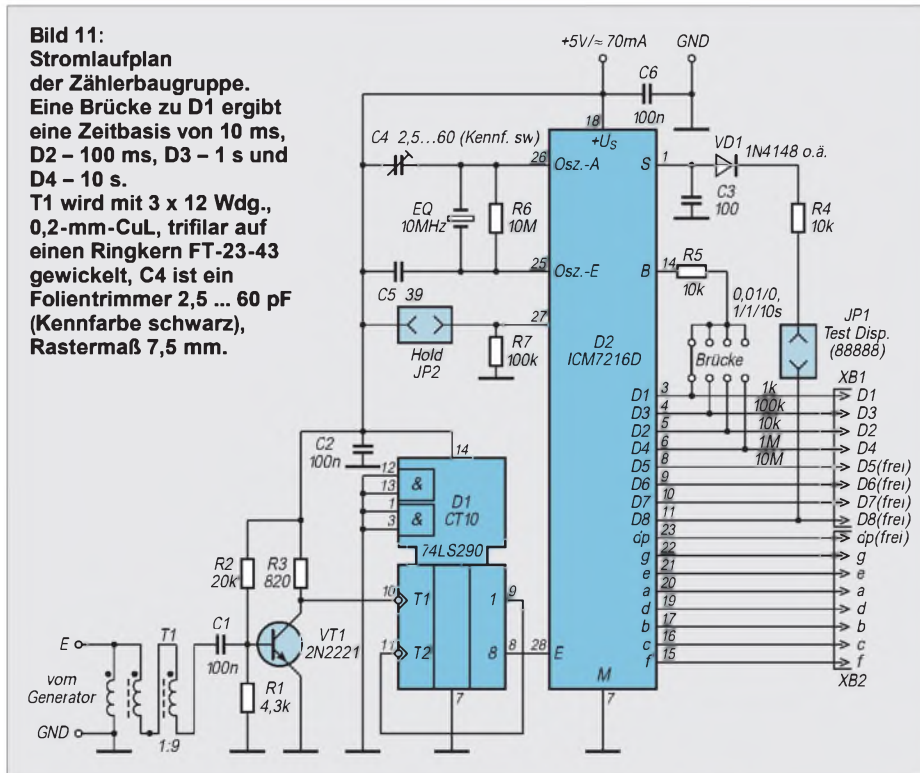 Bild 11:
Stromlaufplan
der Zählerbaugruppe.
Eine Brücke zu D1 ergibt
eine Zeitbasis von 10 ms,
D2 – 100 ms, D3 – 1 s und
D4 – 10 s.
T1 wird mit 3 x 12 Wdg.,
0,2-mm-CuL, trifilar auf
einen Ringkern FT-23-43
gewickelt, C4 ist ein
Folientrimmer 2,5 ... 60 pF
(Kennfarbe schwarz),
Rastermaß 7,5 mm.
+5V/≈ 70mA
GND
C6
100n
18
+US
C4 2,5...60 (Kennf. sw)
26 Osz.-A
S 1
VD1
1N4148 o.ä.
C3
100
R4
10k
EQ
10MHz
R6
10M
25 Osz.-E
B 14
R5
10k
C5 39
0,01/0,
1/1/10s
Brücke
JP1
Test Disp.
(88888)
27
Hold
JP2
R7
100k
D2
ICM7216D
XB1
D1 3 1k D1
D3 4 100k D3
D2 5 10k D2
D4 6 1M D4
D5 8 10M D5(frei)
D6 9 D6(frei)
D7 10 D7(frei)
D8 11 D8(frei)
dp 23 dp(frei)
g 22 g
e 21 e
a 20 a
d 19 d
b 17 b
c 16 c
f 15 f
XB2
C2
100n
14
12
13
1
3
&
&
D1
CT10
74LS290
R2
20k
R3
820
10 T1
1 9
11 T2
8 8
28 E
M
7
7
E
vom
Generator
GND
T1
1:9
C1
100n
VT1
2N2221
R1
4,3k